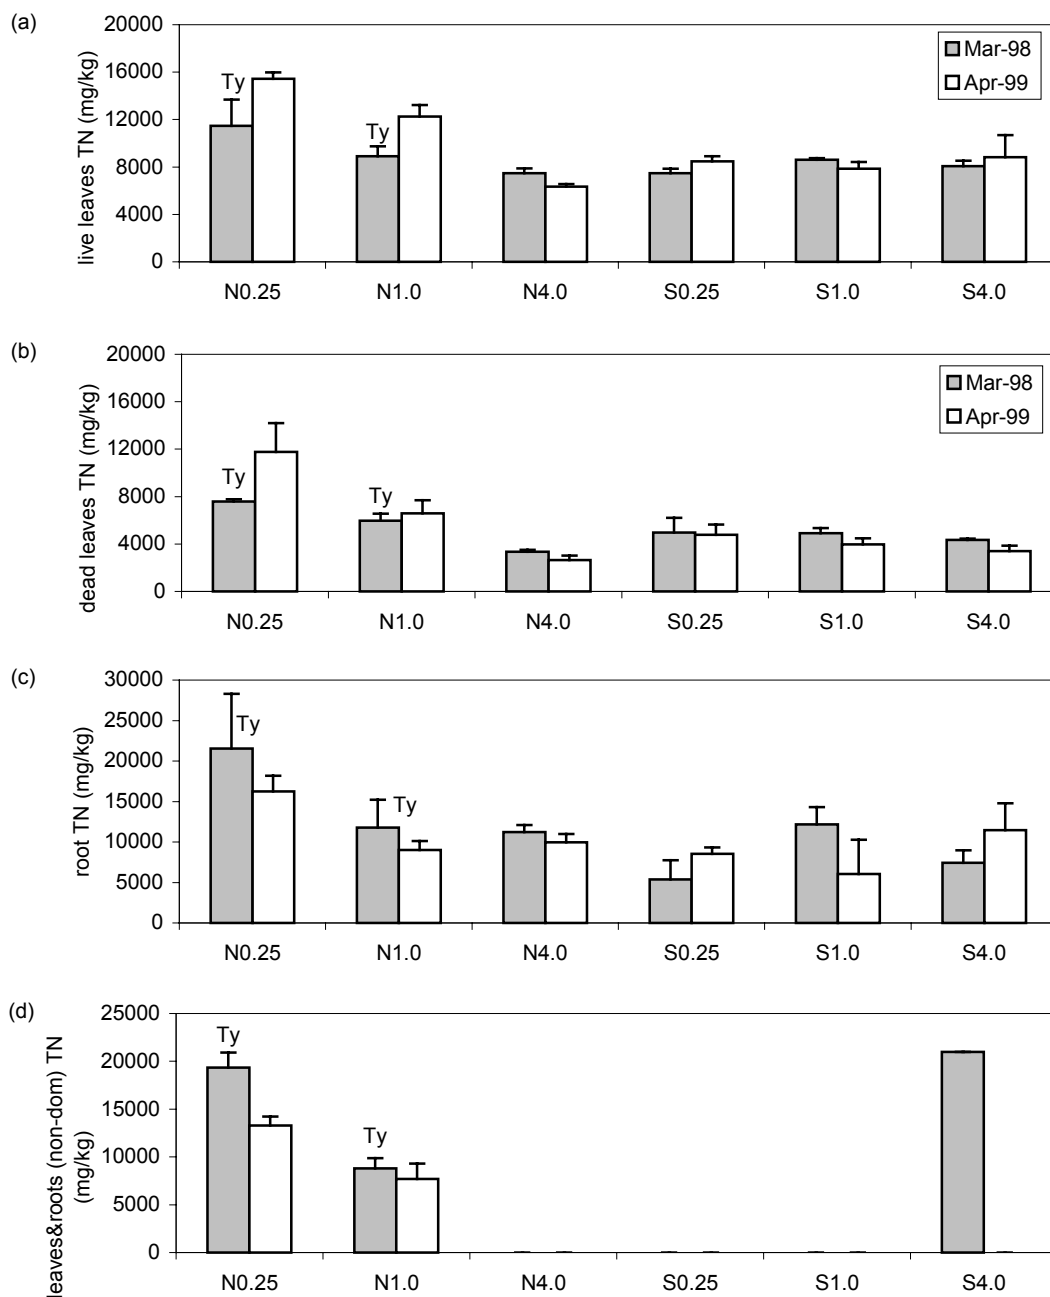 (a)
live leaves TN (mg/kg)
20000
16000
12000
8000
4000
0
Ty
Ty
Mar-98
Apr-99
N0.25 N1.0 N4.0 S0.25 S1.0 S4.0
(b)
dead leaves TN (mg/kg)
20000
16000
12000
8000
4000
0
Ty
Ty
Mar-98
Apr-99
N0.25 N1.0 N4.0 S0.25 S1.0 S4.0
(c)
root TN (mg/kg)
30000
25000
20000
15000
10000
5000
0
Ty
Ty
N0.25 N1.0 N4.0 S0.25 S1.0 S4.0
(d)
leaves&roots (non-dom) TN
(mg/kg)
25000
20000
15000
10000
5000
0
Ty
Ty
N0.25 N1.0 N4.0 S0.25 S1.0 S4.0